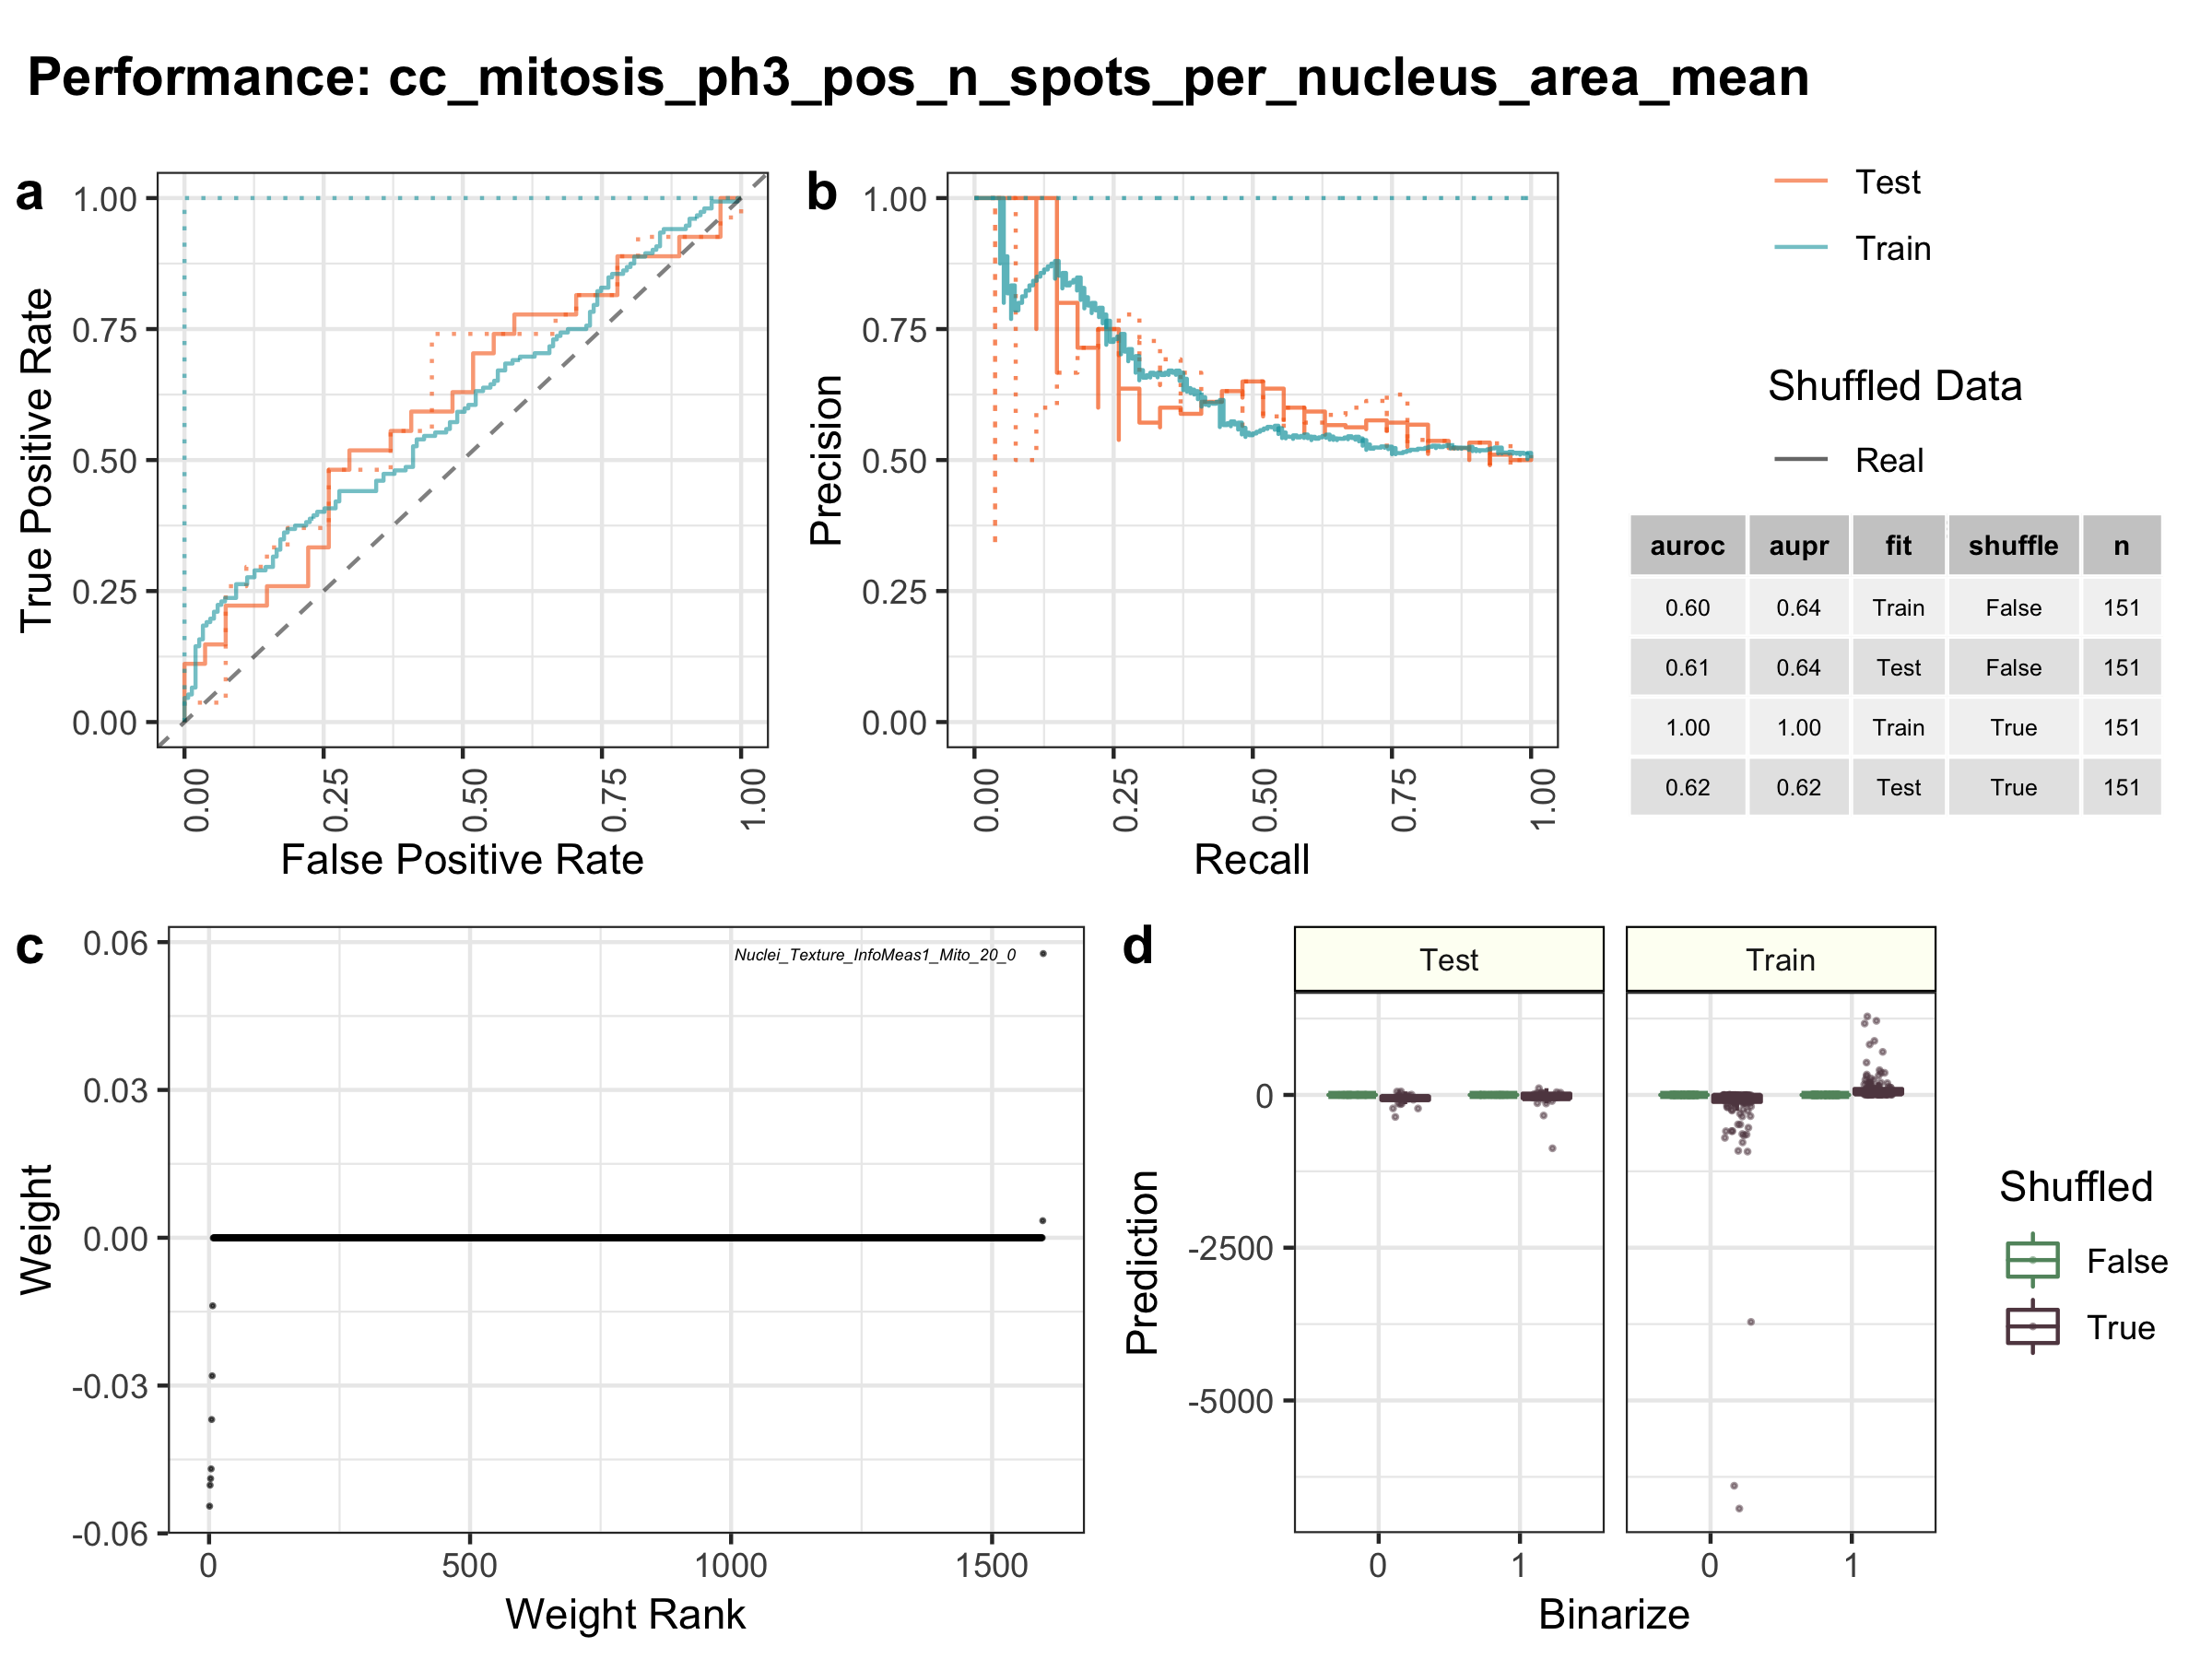 Performance: cc_mitosis_ph3_pos_n_spots_per_nucleus_area_mean
a
1.00
0.75
0.50
0.25
0.00
True Positive Rate
0.00
0.25
0.50
0.75
1.00
False Positive Rate
b
1.00
0.75
0.50
0.25
0.00
Precision
0.00
0.25
0.50
0.75
1.00
Recall
Test
Train
Shuffled Data
Real
auroc aupr fit shuffle n
0.60 0.64 Train False 151
0.61 0.64 Test False 151
1.00 1.00 Train True 151
0.62 0.62 Test True 151
c
0.06
0.03
0.00
-0.03
-0.06
Weight
Nuclei_Texture_InfoMeas1_Mito_20_0
0 500 1000 1500
Weight Rank
d
Test Train
0
-2500
-5000
Prediction
0 1 0 1
Binarize
Shuffled
False
True